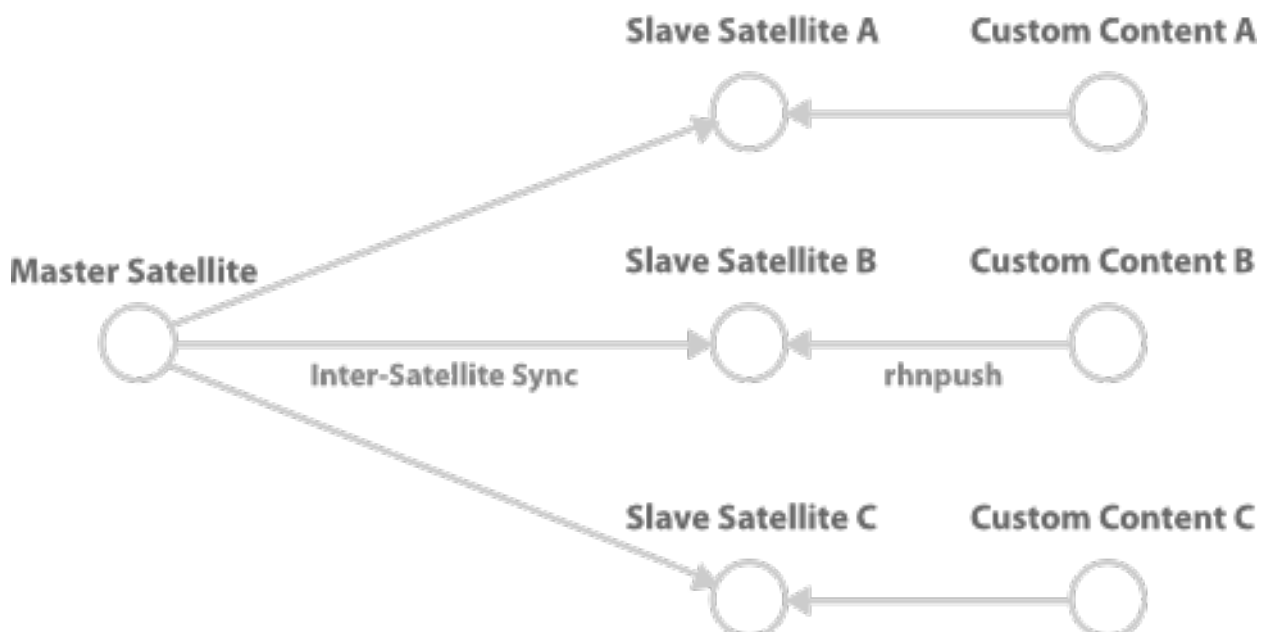 Slave Satellite A
Custom Content A
Master Satellite
Slave Satellite B
Custom Content B
Inter-Satellite Sync
rhnpush
Slave Satellite C
Custom Content C